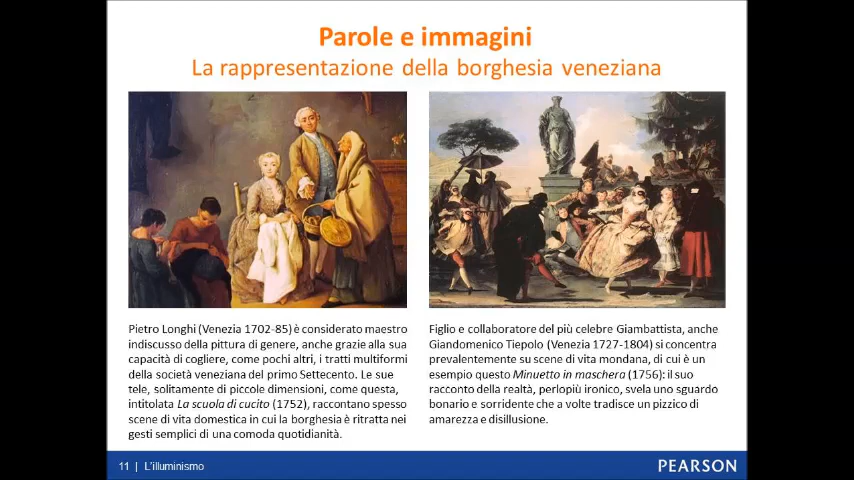 Parole e immagini
La rappresentazione della borghesia veneziana
Pietro Longhi (Venezia 1702-85) è considerato maestro
indiscusso della pittura di genere, anche grazie alla sua
capacità di cogliere, come pochi altri, i tratti multiformi
della società veneziana del primo Settecento. Le sue
tele, solitamente di piccole dimensioni, come questa,
intitolata La scuola di cucito (1752), raccontano spesso
scene di vita domestica in cui la borghesia è ritratta nei
gesti semplici di una comoda quotidianità.
Figlio e collaboratore del più celebre Giambattista, anche
Giandomenico Tiepolo (Venezia 1727-1804) si concentra
prevalentemente su scene di vita mondana, di cui è un
esempio questo Minuetto in maschera (1756): il suo
racconto della realtà, perlopiù ironico, svela uno sguardo
bonario e sorridente che a volte tradisce un pizzico di
amarezza e disillusione.
11 | L'illuminismo
PEARSON